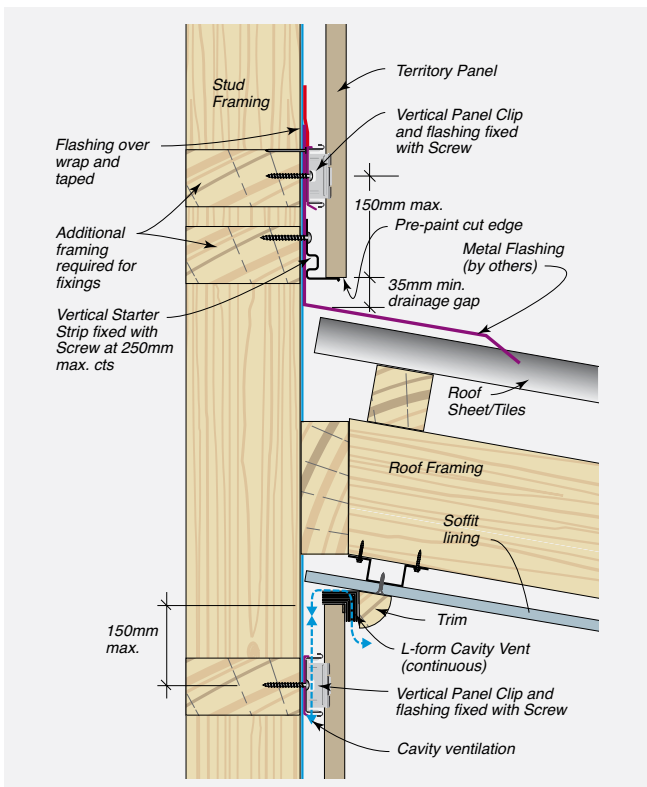 Stud
Framing
Territory Panel
Vertical Panel Clip
and flashing fixed
with Screw
Flashing over
wrap and
taped
150mm max.
Pre-paint cut edge
Metal Flashing
(by others)
Additional
framing
required for
fixings
35mm min.
drainage gap
Vertical Starter
Strip fixed with
Screw at 250mm
max. cts
Roof
Sheet/Tiles
Roof Framing
Soffit
lining
Trim
150mm
max.
L-form Cavity Vent
(continuous)
Vertical Panel Clip and
flashing fixed with Screw
Cavity ventilation